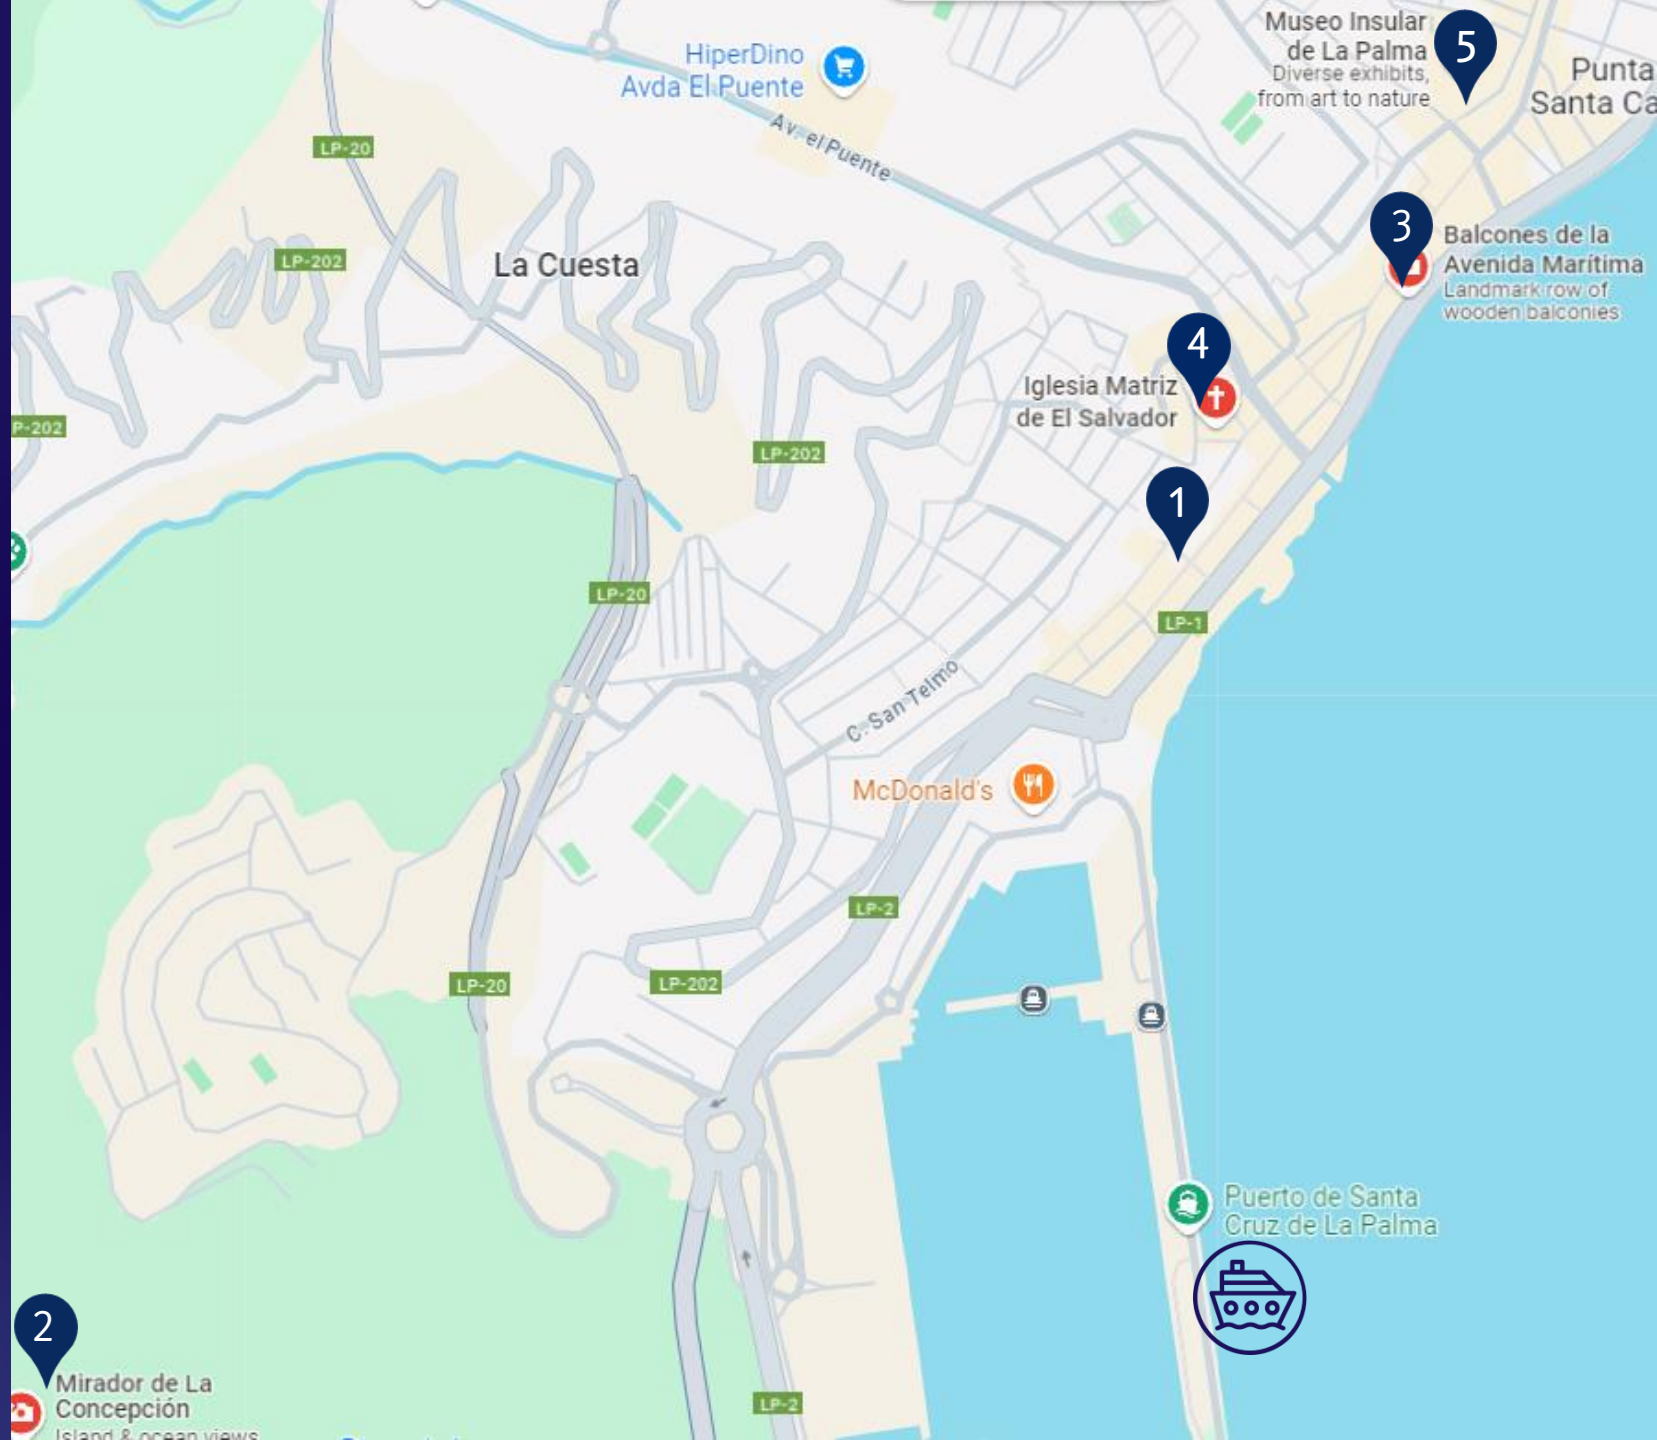 Museo Insular
de La Palma
Diverse exhibits,
from art to nature
5
Punta
Santa Ca
HiperDino
Avda El Puente
Av. el Puente
LP-20
3
Balcones de la
Avenida Marítima
Landmark row of
wooden balconies
LP-202
La Cuesta
4
Iglesia Matriz
de El Salvador
P-202
LP-202
1
LP-20
LP-1
C. San Telmo
McDonald's
LP-2
LP-20
LP-202
Puerto de Santa
Cruz de La Palma
2
Mirador de La
Concepción
Island & ocean views
LP-2